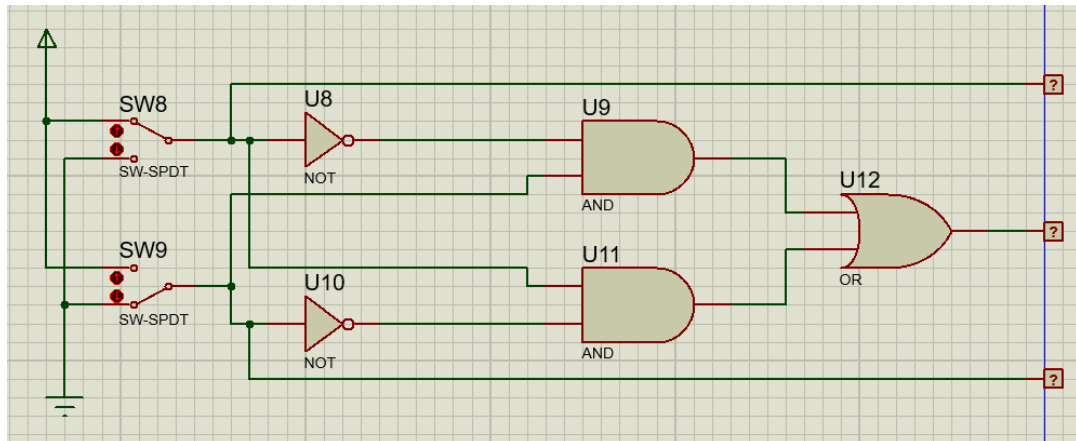 SW8
SW-SPDT
U8
NOT
U9
AND
?
SW9
SW-SPDT
U10
NOT
U11
AND
U12
OR
?
?